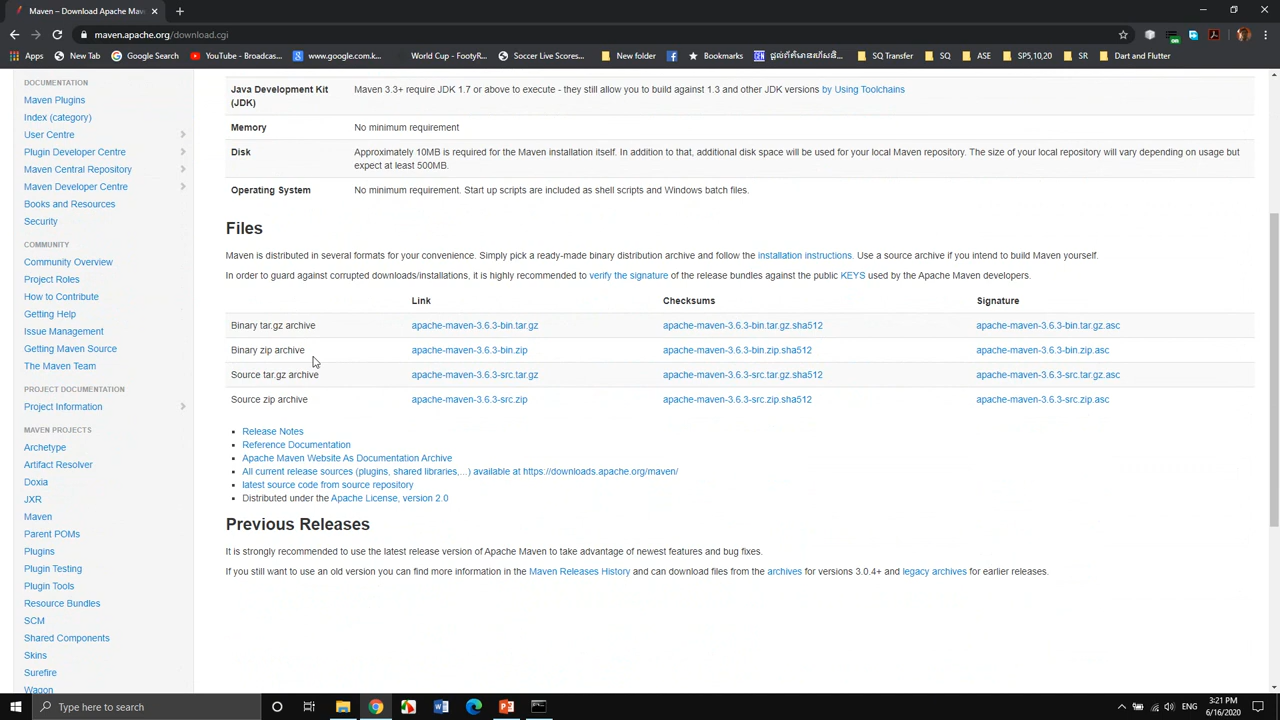 Maven – Download Apache Mav
maven.apache.org/download.cgi
Apps
New Tab
Google Search
YouTube - Broadcas...
www.google.com.k...
World Cup - FootyR...
Soccer Live Scores...
New folder
Bookmarks
SQ Transfer
SQ
ASE
SP5,10,20
SR
Dart and Flutter
DOCUMENTATION
Maven Plugins
Index (category)
User Centre
Plugin Developer Centre
Maven Central Repository
Maven Developer Centre
Books and Resources
Security
COMMUNITY
Community Overview
Project Roles
How to Contribute
Getting Help
Issue Management
Getting Maven Source
The Maven Team
PROJECT DOCUMENTATION
Project Information
MAVEN PROJECTS
Archetype
Artifact Resolver
Doxia
JXR
Maven
Parent POMs
Plugins
Plugin Testing
Plugin Tools
Resource Bundles
SCM
Shared Components
Skins
Surefire
Wagon
Java Development Kit (JDK) Maven 3.3+ require JDK 1.7 or above to execute - they still allow you to build against 1.3 and other JDK versions by Using Toolchains
Memory No minimum requirement
Disk Approximately 10MB is required for the Maven installation itself. In addition to that, additional disk space will be used for your local Maven repository. The size of your local repository will vary depending on usage but
expect at least 500MB.
Operating System No minimum requirement. Start up scripts are included as shell scripts and Windows batch files.
Files
Maven is distributed in several formats for your convenience. Simply pick a ready-made binary distribution archive and follow the installation instructions. Use a source archive if you intend to build Maven yourself.
In order to guard against corrupted downloads/installations, it is highly recommended to verify the signature of the release bundles against the public KEYS used by the Apache Maven developers.
Link Checksums Signature
Binary tar.gz archive apache-maven-3.6.3-bin.tar.gz apache-maven-3.6.3-bin.tar.gz.sha512 apache-maven-3.6.3-bin.tar.gz.asc
Binary zip archive apache-maven-3.6.3-bin.zip apache-maven-3.6.3-bin.zip.sha512 apache-maven-3.6.3-bin.zip.asc
Source tar.gz archive apache-maven-3.6.3-src.tar.gz apache-maven-3.6.3-src.tar.gz.sha512 apache-maven-3.6.3-src.tar.gz.asc
Source zip archive apache-maven-3.6.3-src.zip apache-maven-3.6.3-src.zip.sha512 apache-maven-3.6.3-src.zip.asc
Release Notes
Reference Documentation
Apache Maven Website As Documentation Archive
All current release sources (plugins, shared libraries,...) available at https://downloads.apache.org/maven/
latest source code from source repository
Distributed under the Apache License, version 2.0
Previous Releases
It is strongly recommended to use the latest release version of Apache Maven to take advantage of newest features and bug fixes.
If you still want to use an old version you can find more information in the Maven Releases History and can download files from the archives for versions 3.0.4+ and legacy archives for earlier releases.
Type here to search
ENG
3:21 PM
6/16/2020